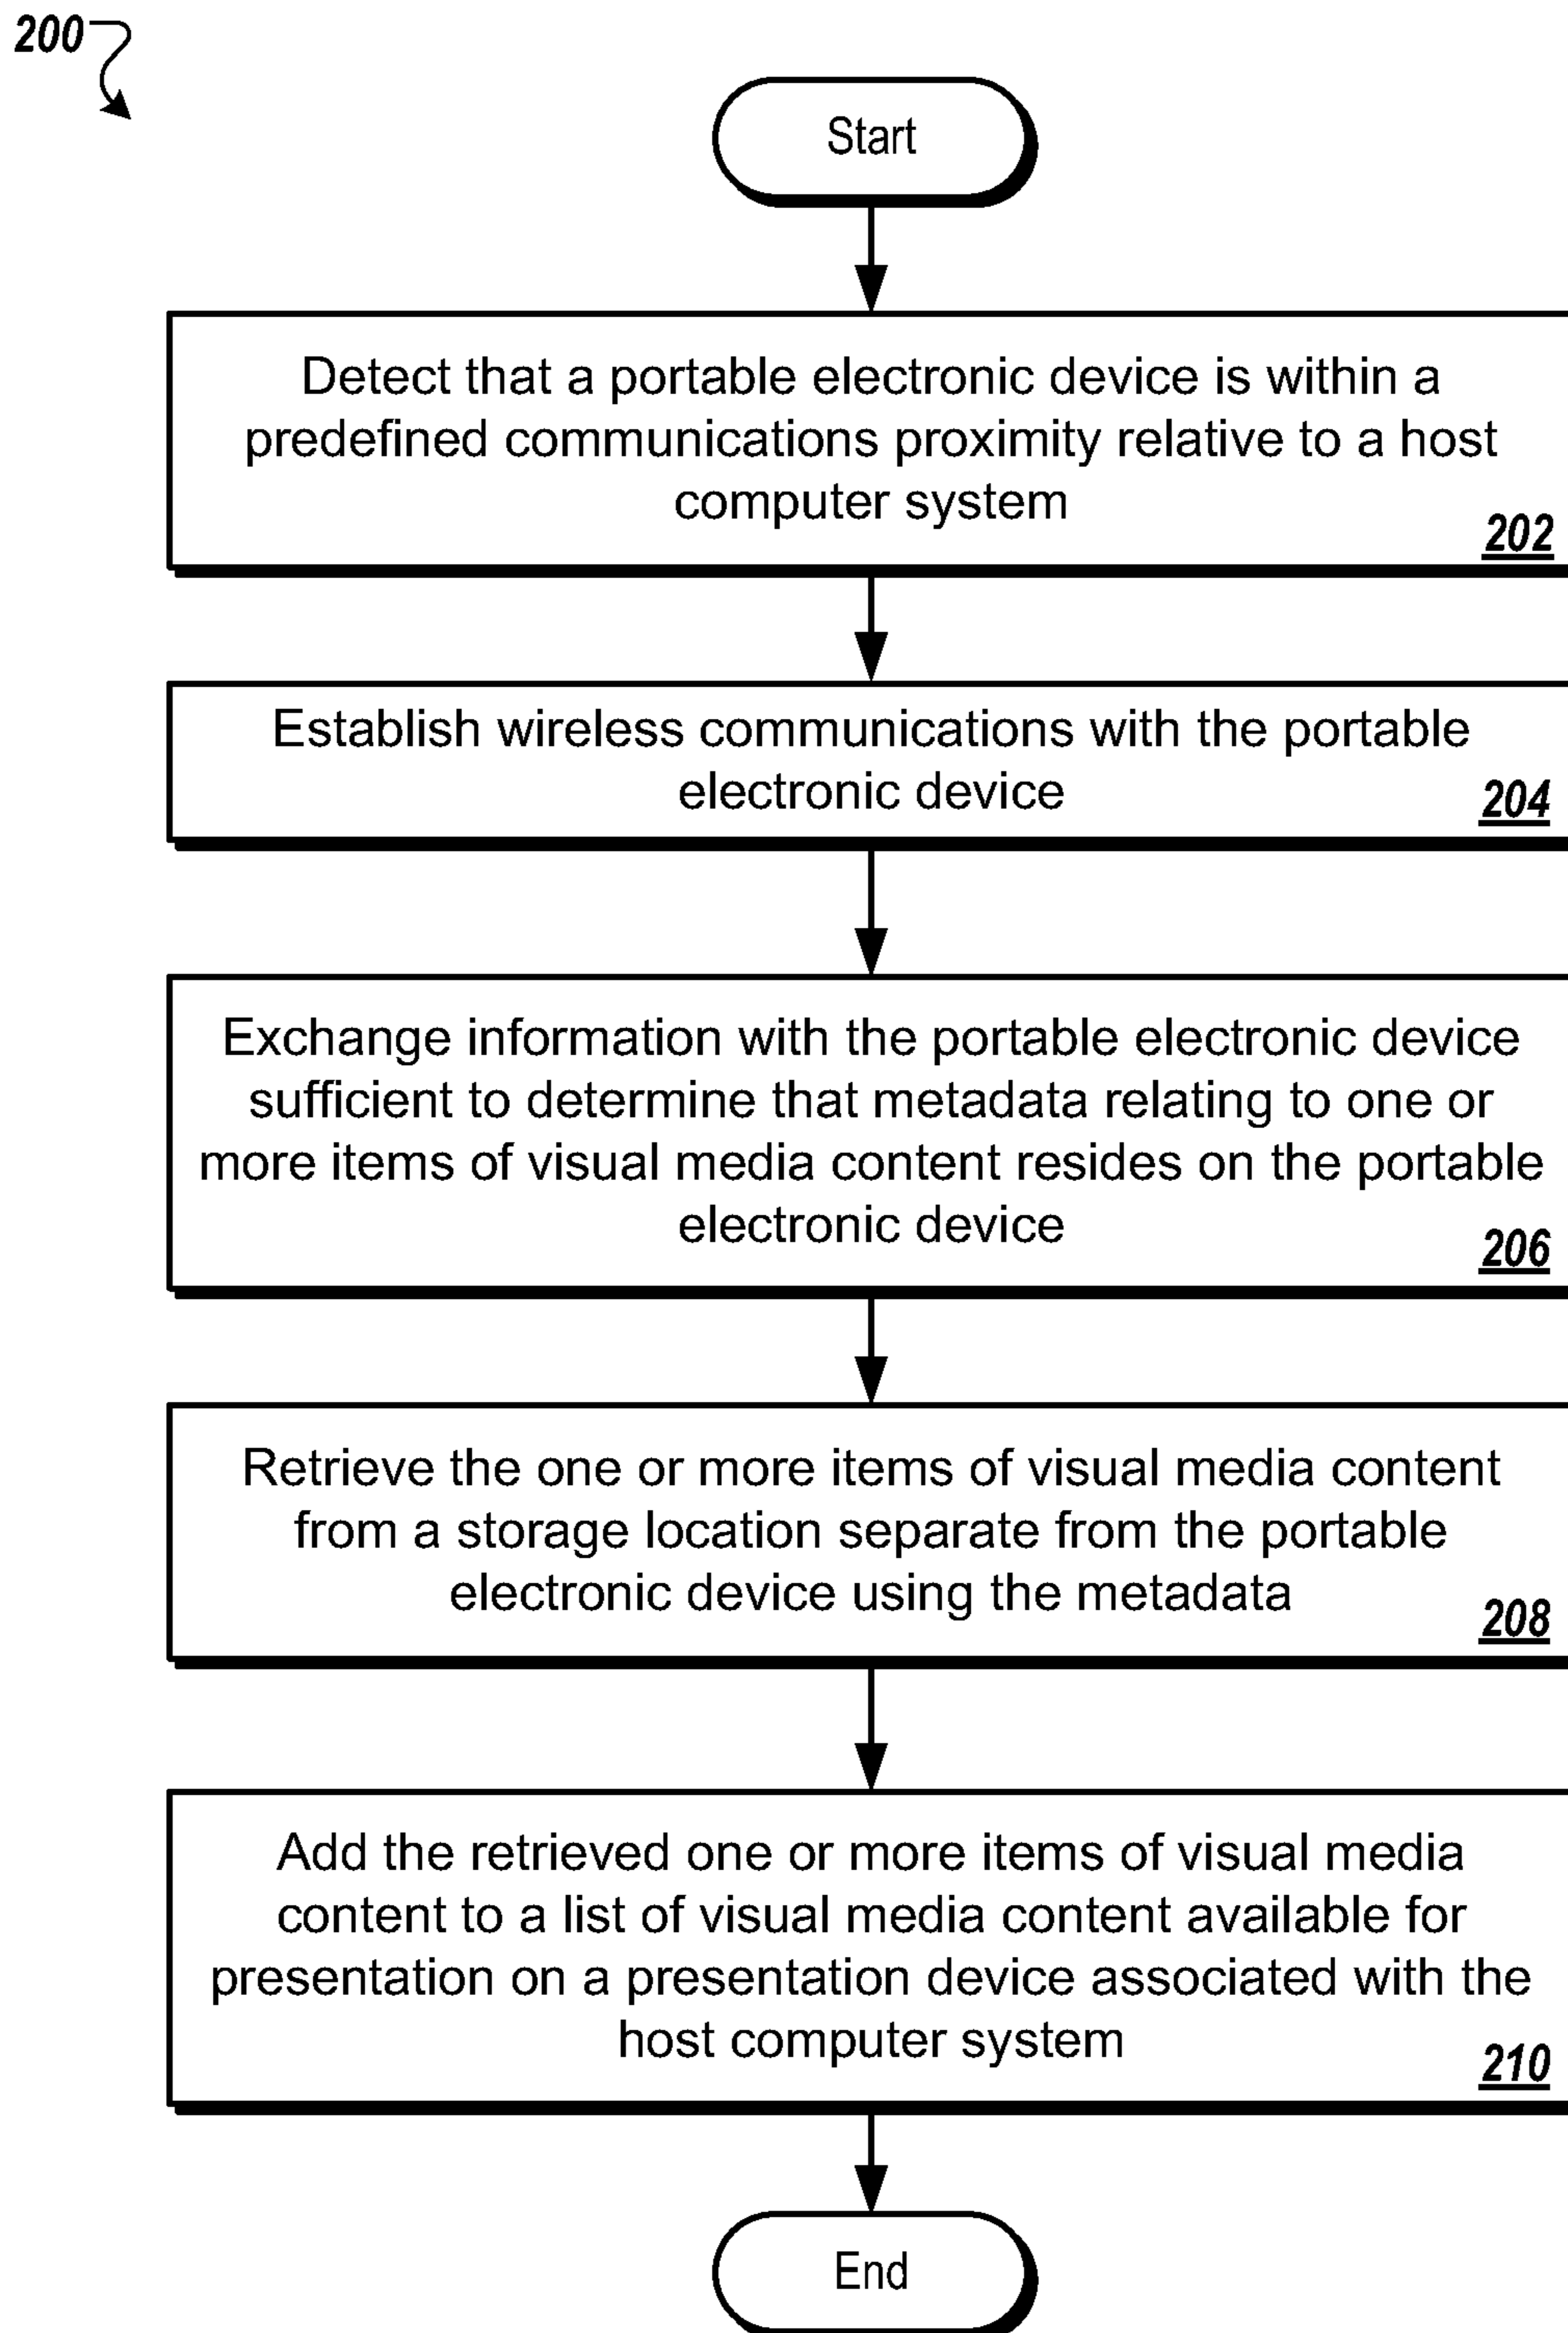 200
Start
Detect that a portable electronic device is within a
predefined communications proximity relative to a host
computer system
202
Establish wireless communications with the portable
electronic device
204
Exchange information with the portable electronic device
sufficient to determine that metadata relating to one or
more items of visual media content resides on the portable
electronic device
206
Retrieve the one or more items of visual media content
from a storage location separate from the portable
electronic device using the metadata
208
Add the retrieved one or more items of visual media
content to a list of visual media content available for
presentation on a presentation device associated with the
host computer system
210
End